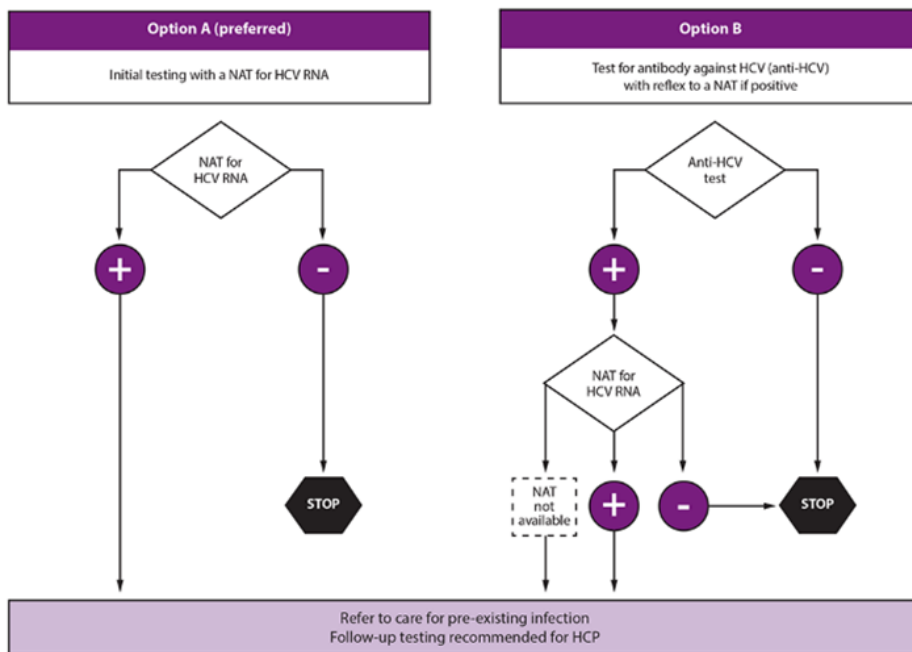 Option A (preferred)
Initial testing with a NAT for HCV RNA
NAT for
HCV RNA
+
-
STOP
Option B
Test for antibody against HCV (anti-HCV)
with reflex to a NAT if positive
Anti-HCV
test
+
-
NAT for
HCV RNA
NAT
not
available
+
-
STOP
Refer to care for pre-existing infection
Follow-up testing recommended for HCP